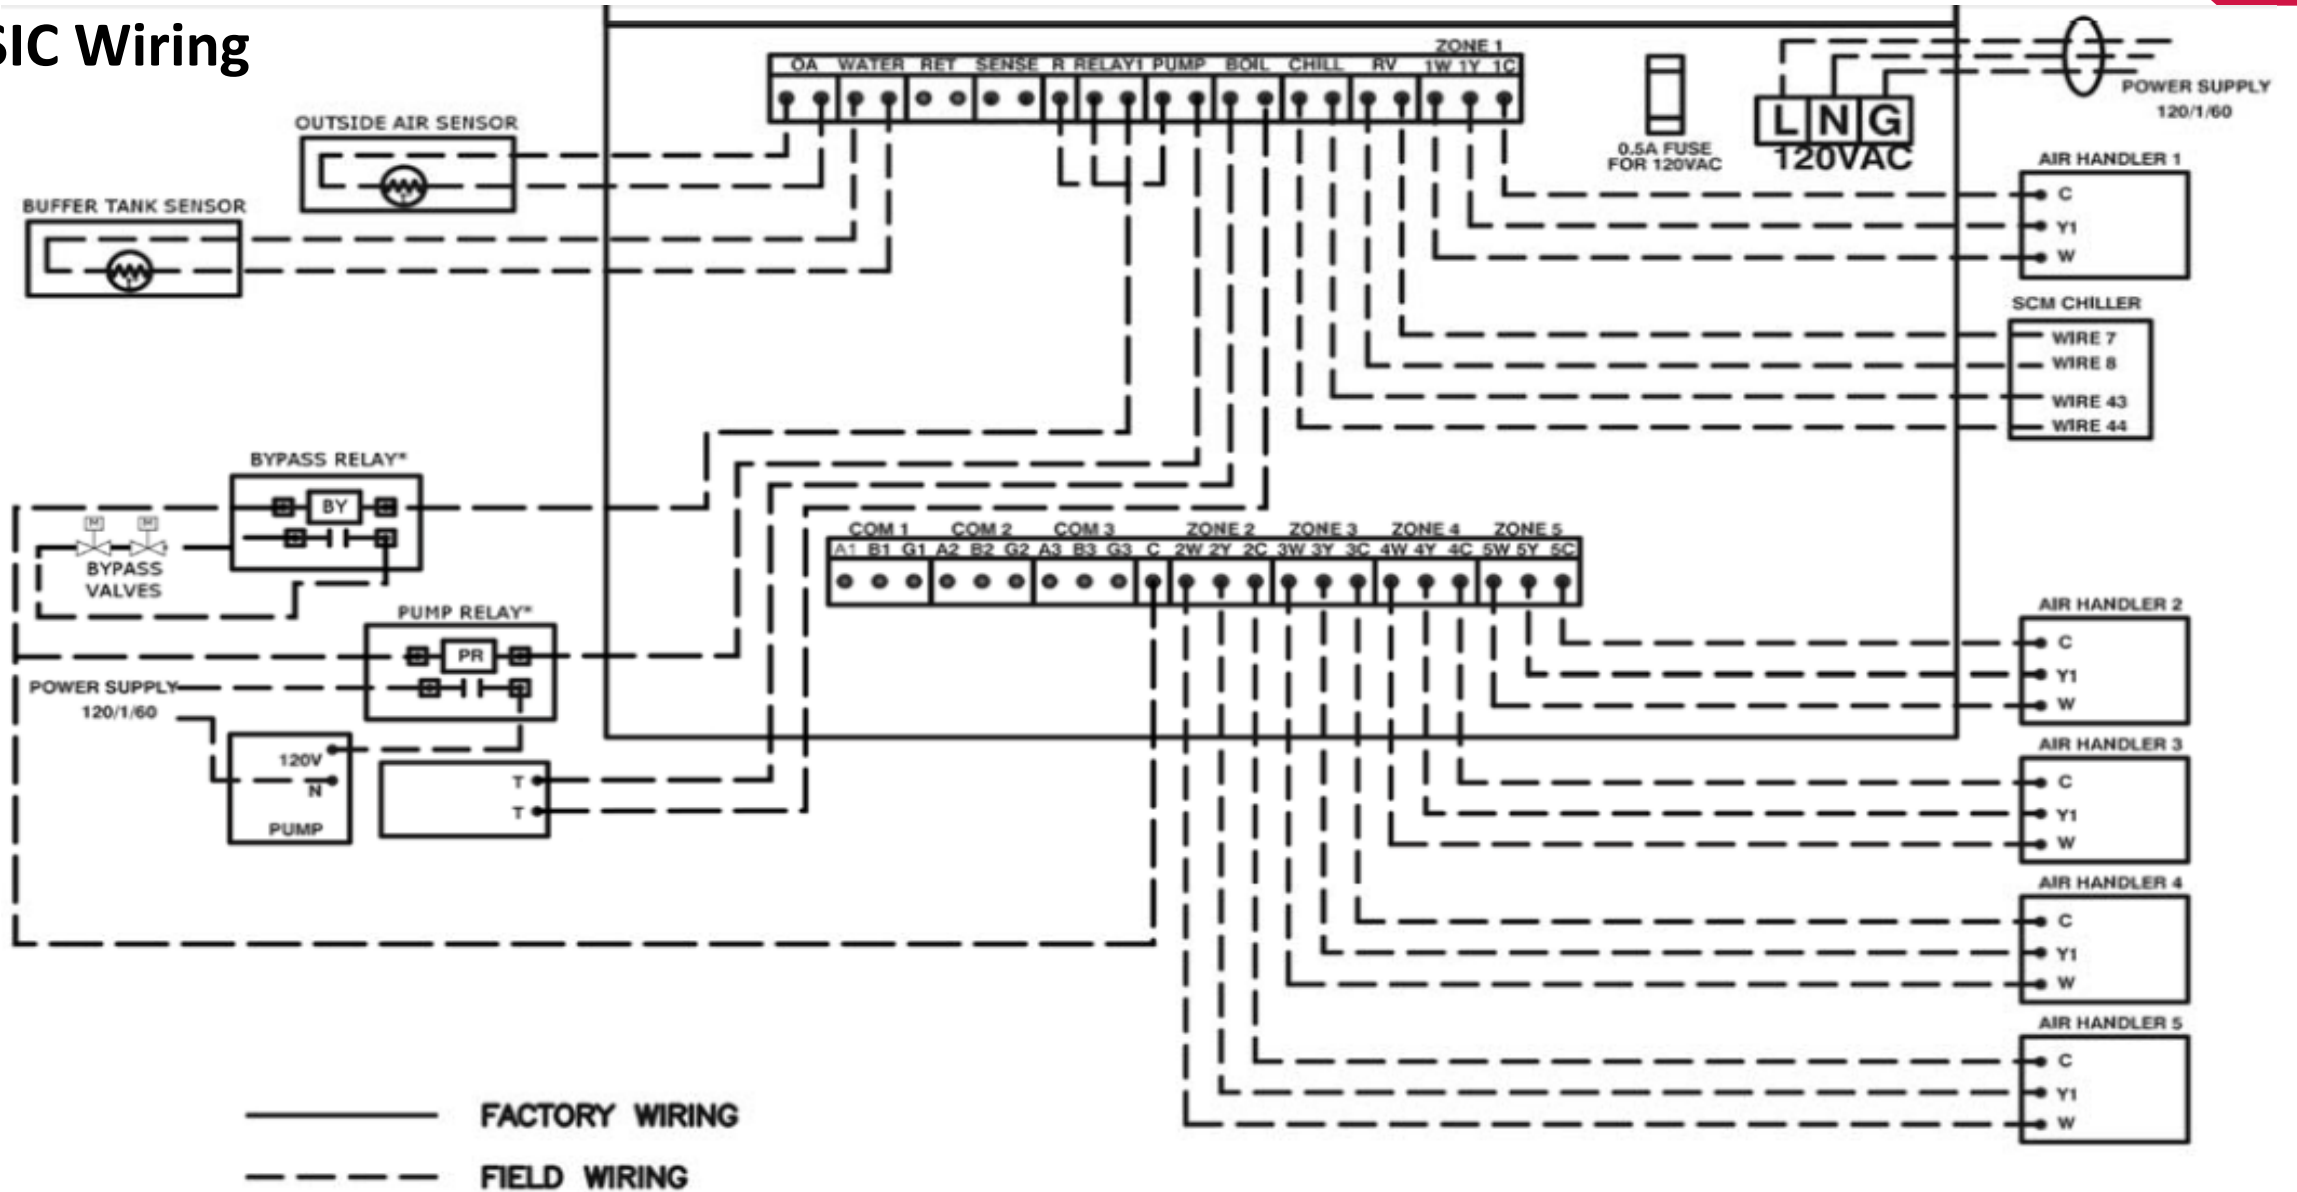 SIC Wiring
ZONE 1
OA WATER RET SENSE R RELAY1 PUMP BOIL CHILL RV 1W 1Y 1C
POWER SUPPLY
120/1/60
L N G
120VAC
0.5A FUSE
FOR 120VAC
OUTSIDE AIR SENSOR
BUFFER TANK SENSOR
AIR HANDLER 1
C
Y1
W
SCM CHILLER
WIRE 7
WIRE 8
WIRE 43
WIRE 44
BYPASS RELAY*
BY
M M
BYPASS
VALVES
PUMP RELAY*
PR
POWER SUPPLY
120/1/60
120V
N
PUMP
T
T
COM 1 COM 2 COM 3 ZONE 2 ZONE 3 ZONE 4 ZONE 5
A1 B1 G1 A2 B2 G2 A3 B3 G3 C 2W 2Y 2C 3W 3Y 3C 4W 4Y 4C 5W 5Y 5C
AIR HANDLER 2
C
Y1
W
AIR HANDLER 3
C
Y1
W
AIR HANDLER 4
C
Y1
W
AIR HANDLER 5
C
Y1
W
FACTORY WIRING
FIELD WIRING